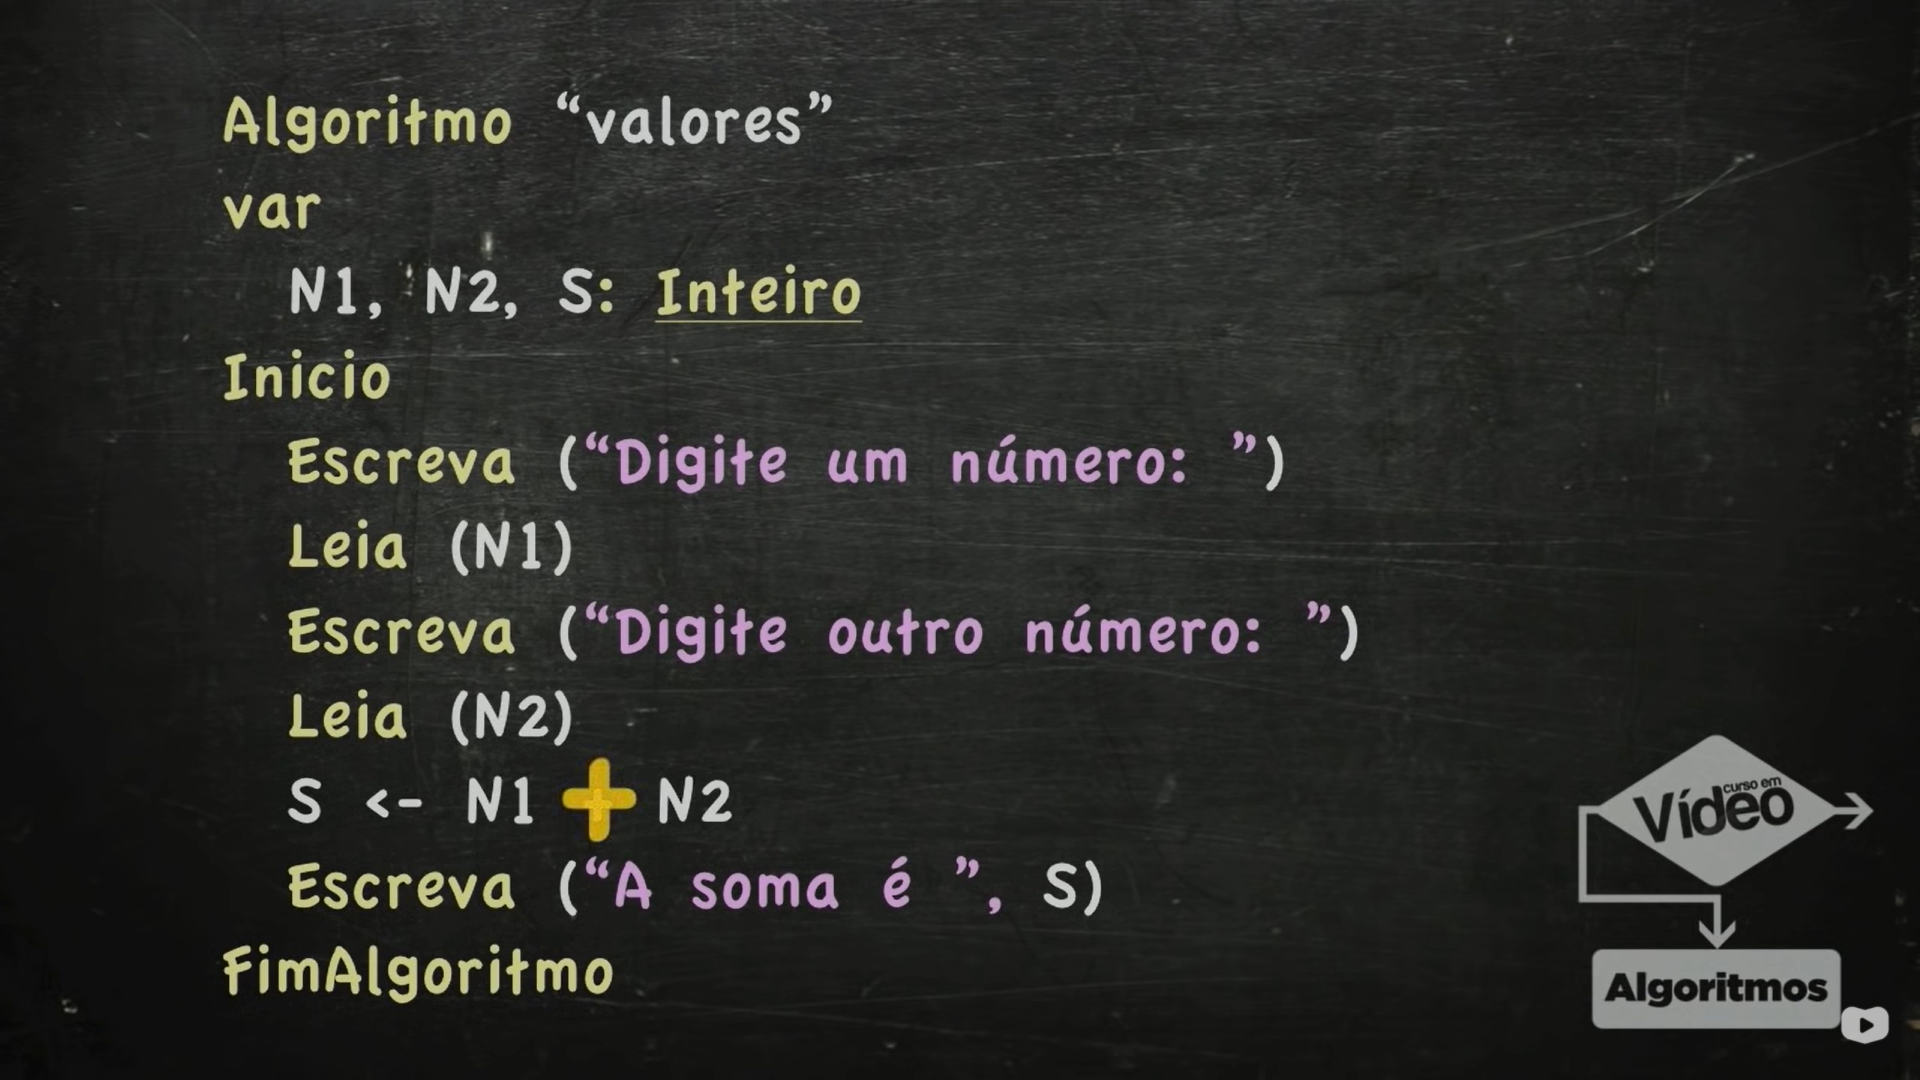 Algoritmo “valores”
var
N1, N2, S: Inteiro
Inicio
Escreva (“Digite um número: ”)
Leia (N1)
Escreva (“Digite outro número: ”)
Leia (N2)
S <- N1 + N2
Escreva (“A soma é ”, S)
FimAlgoritmo
curso em
Vídeo
Algoritmos